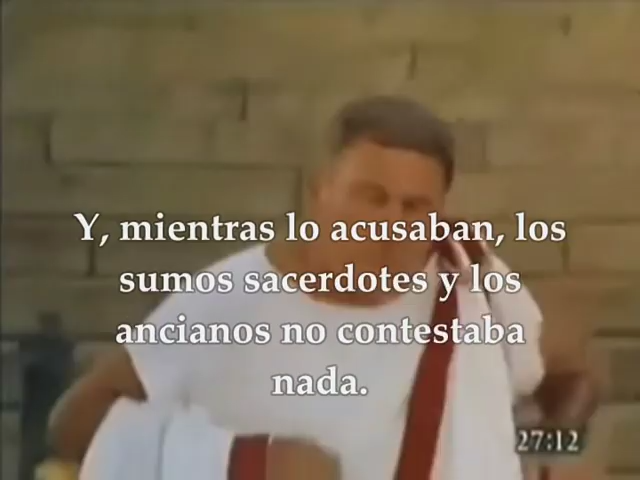 Y, mientras lo acusaban, los
sumos sacerdotes y los
ancianos no contestaba
nada.
27:12